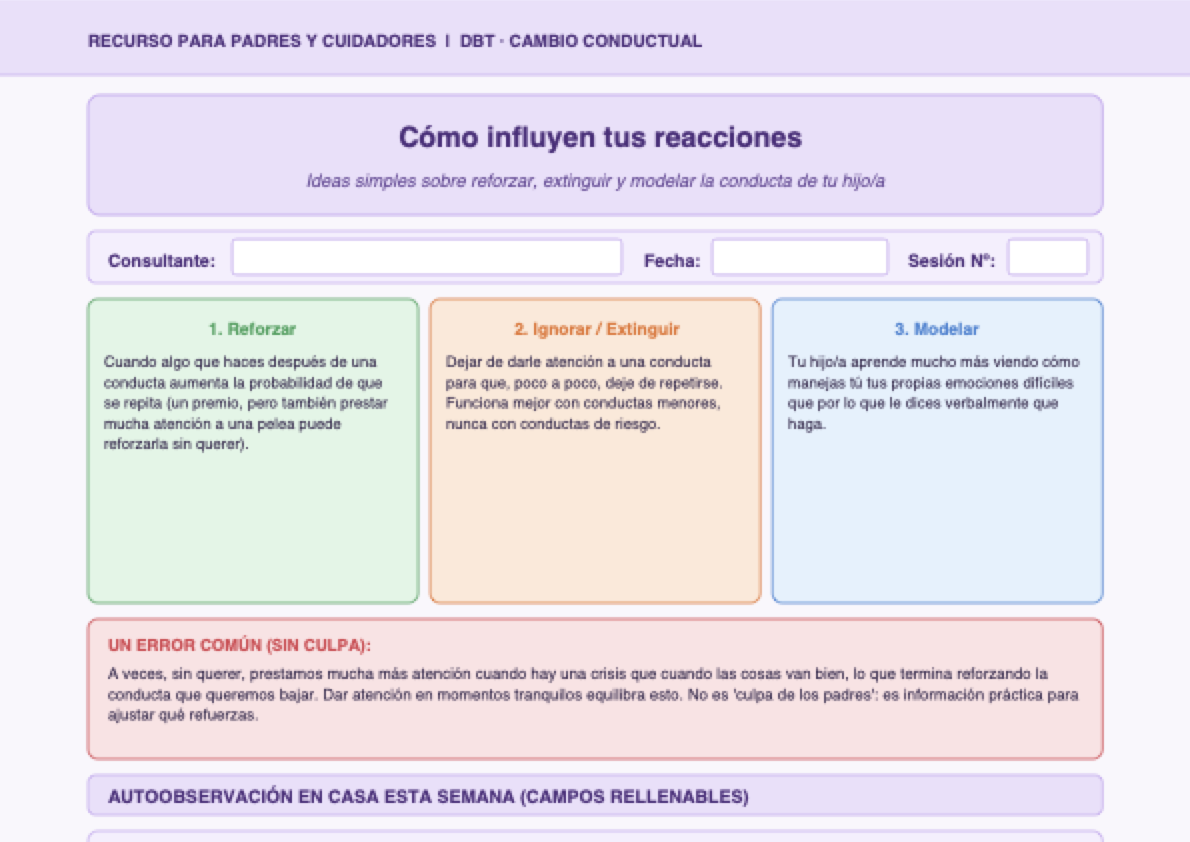 RECURSO PARA PADRES Y CUIDADORES | DBT · CAMBIO CONDUCTUAL
Cómo influyen tus reacciones
Ideas simples sobre reforzar, extinguir y modelar la conducta de tu hijo/a
Consultante:
Fecha:
Sesión N°:
1. Reforzar
Cuando algo que haces después de una
conducta aumenta la probabilidad de que
se repita (un premio, pero también prestar
mucha atención a una pelea puede
reforzarla sin querer).
2. Ignorar / Extinguir
Dejar de darle atención a una conducta
para que, poco a poco, deje de repetirse.
Funciona mejor con conductas menores,
nunca con conductas de riesgo.
3. Modelar
Tu hijo/a aprende mucho más viendo cómo
manejas tú tus propias emociones difíciles
que por lo que le dices verbalmente que
haga.
UN ERROR COMÚN (SIN CULPA):
A veces, sin querer, prestamos mucha más atención cuando hay una crisis que cuando las cosas van bien, lo que termina reforzando la
conducta que queremos bajar. Dar atención en momentos tranquilos equilibra esto. No es 'culpa de los padres': es información práctica para
ajustar qué refuerzas.
AUTOOBSERVACIÓN EN CASA ESTA SEMANA (CAMPOS RELLENABLES)